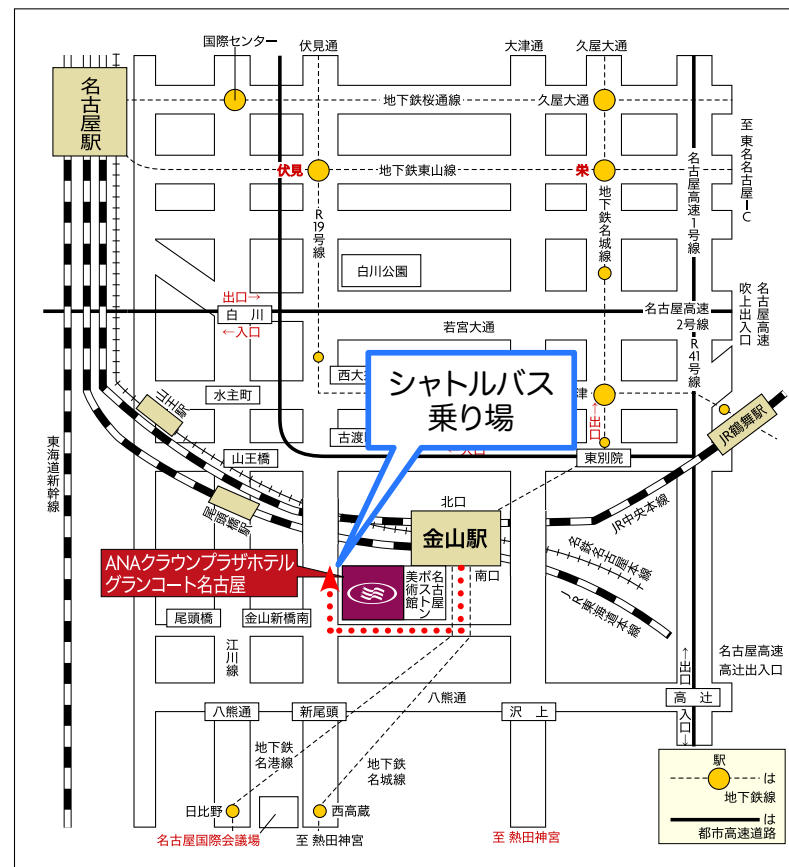 国際センター
伏見通
大津通
久屋大通
名古屋駅
地下鉄桜通線
久屋大通
至 東名名古屋IC
伏見
地下鉄東山線
栄
R19号線
地下鉄名城線
名古屋高速1号線
白川公園
出口→
白 川
←入口
若宮大通
名古屋高速
2号線
名古屋高速
吹上出入口
R41号線
シャトルバス
乗り場
西大
津
水主町
山王駅
古渡
入口
←出口
東別院
JR鶴舞駅
東海道新幹線
山王橋
尾頭橋駅
北口
金山駅
南口
JR中央本線
名鉄名古屋本線
JR東海道本線
ANAクラウンプラザホテル
グランコート名古屋
名古屋
ボストン
美術館
尾頭橋
金山新橋南
江川線
名古屋高速
高辻出入口
←出口
高 辻
入口→
八熊通
八熊通
新尾頭
沢 上
地下鉄
名港線
地下鉄
名城線
日比野
西高蔵
名古屋国際会議場
至 熱田神宮
至 熱田神宮
駅
は
地下鉄線
は
都市高速道路